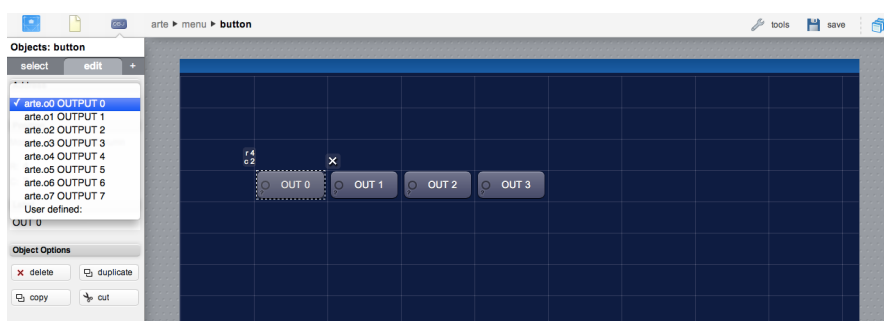 arte ▸ menu ▸ button
tools
save
Objects: button
select
edit
+
✓ arte.o0 OUTPUT 0
arte.o1 OUTPUT 1
arte.o2 OUTPUT 2
arte.o3 OUTPUT 3
arte.o4 OUTPUT 4
arte.o5 OUTPUT 5
arte.o6 OUTPUT 6
arte.o7 OUTPUT 7
User defined:
OUT 0
r 4
c 2
OUT 0
OUT 1
OUT 2
OUT 3
Object Options
delete
duplicate
copy
cut